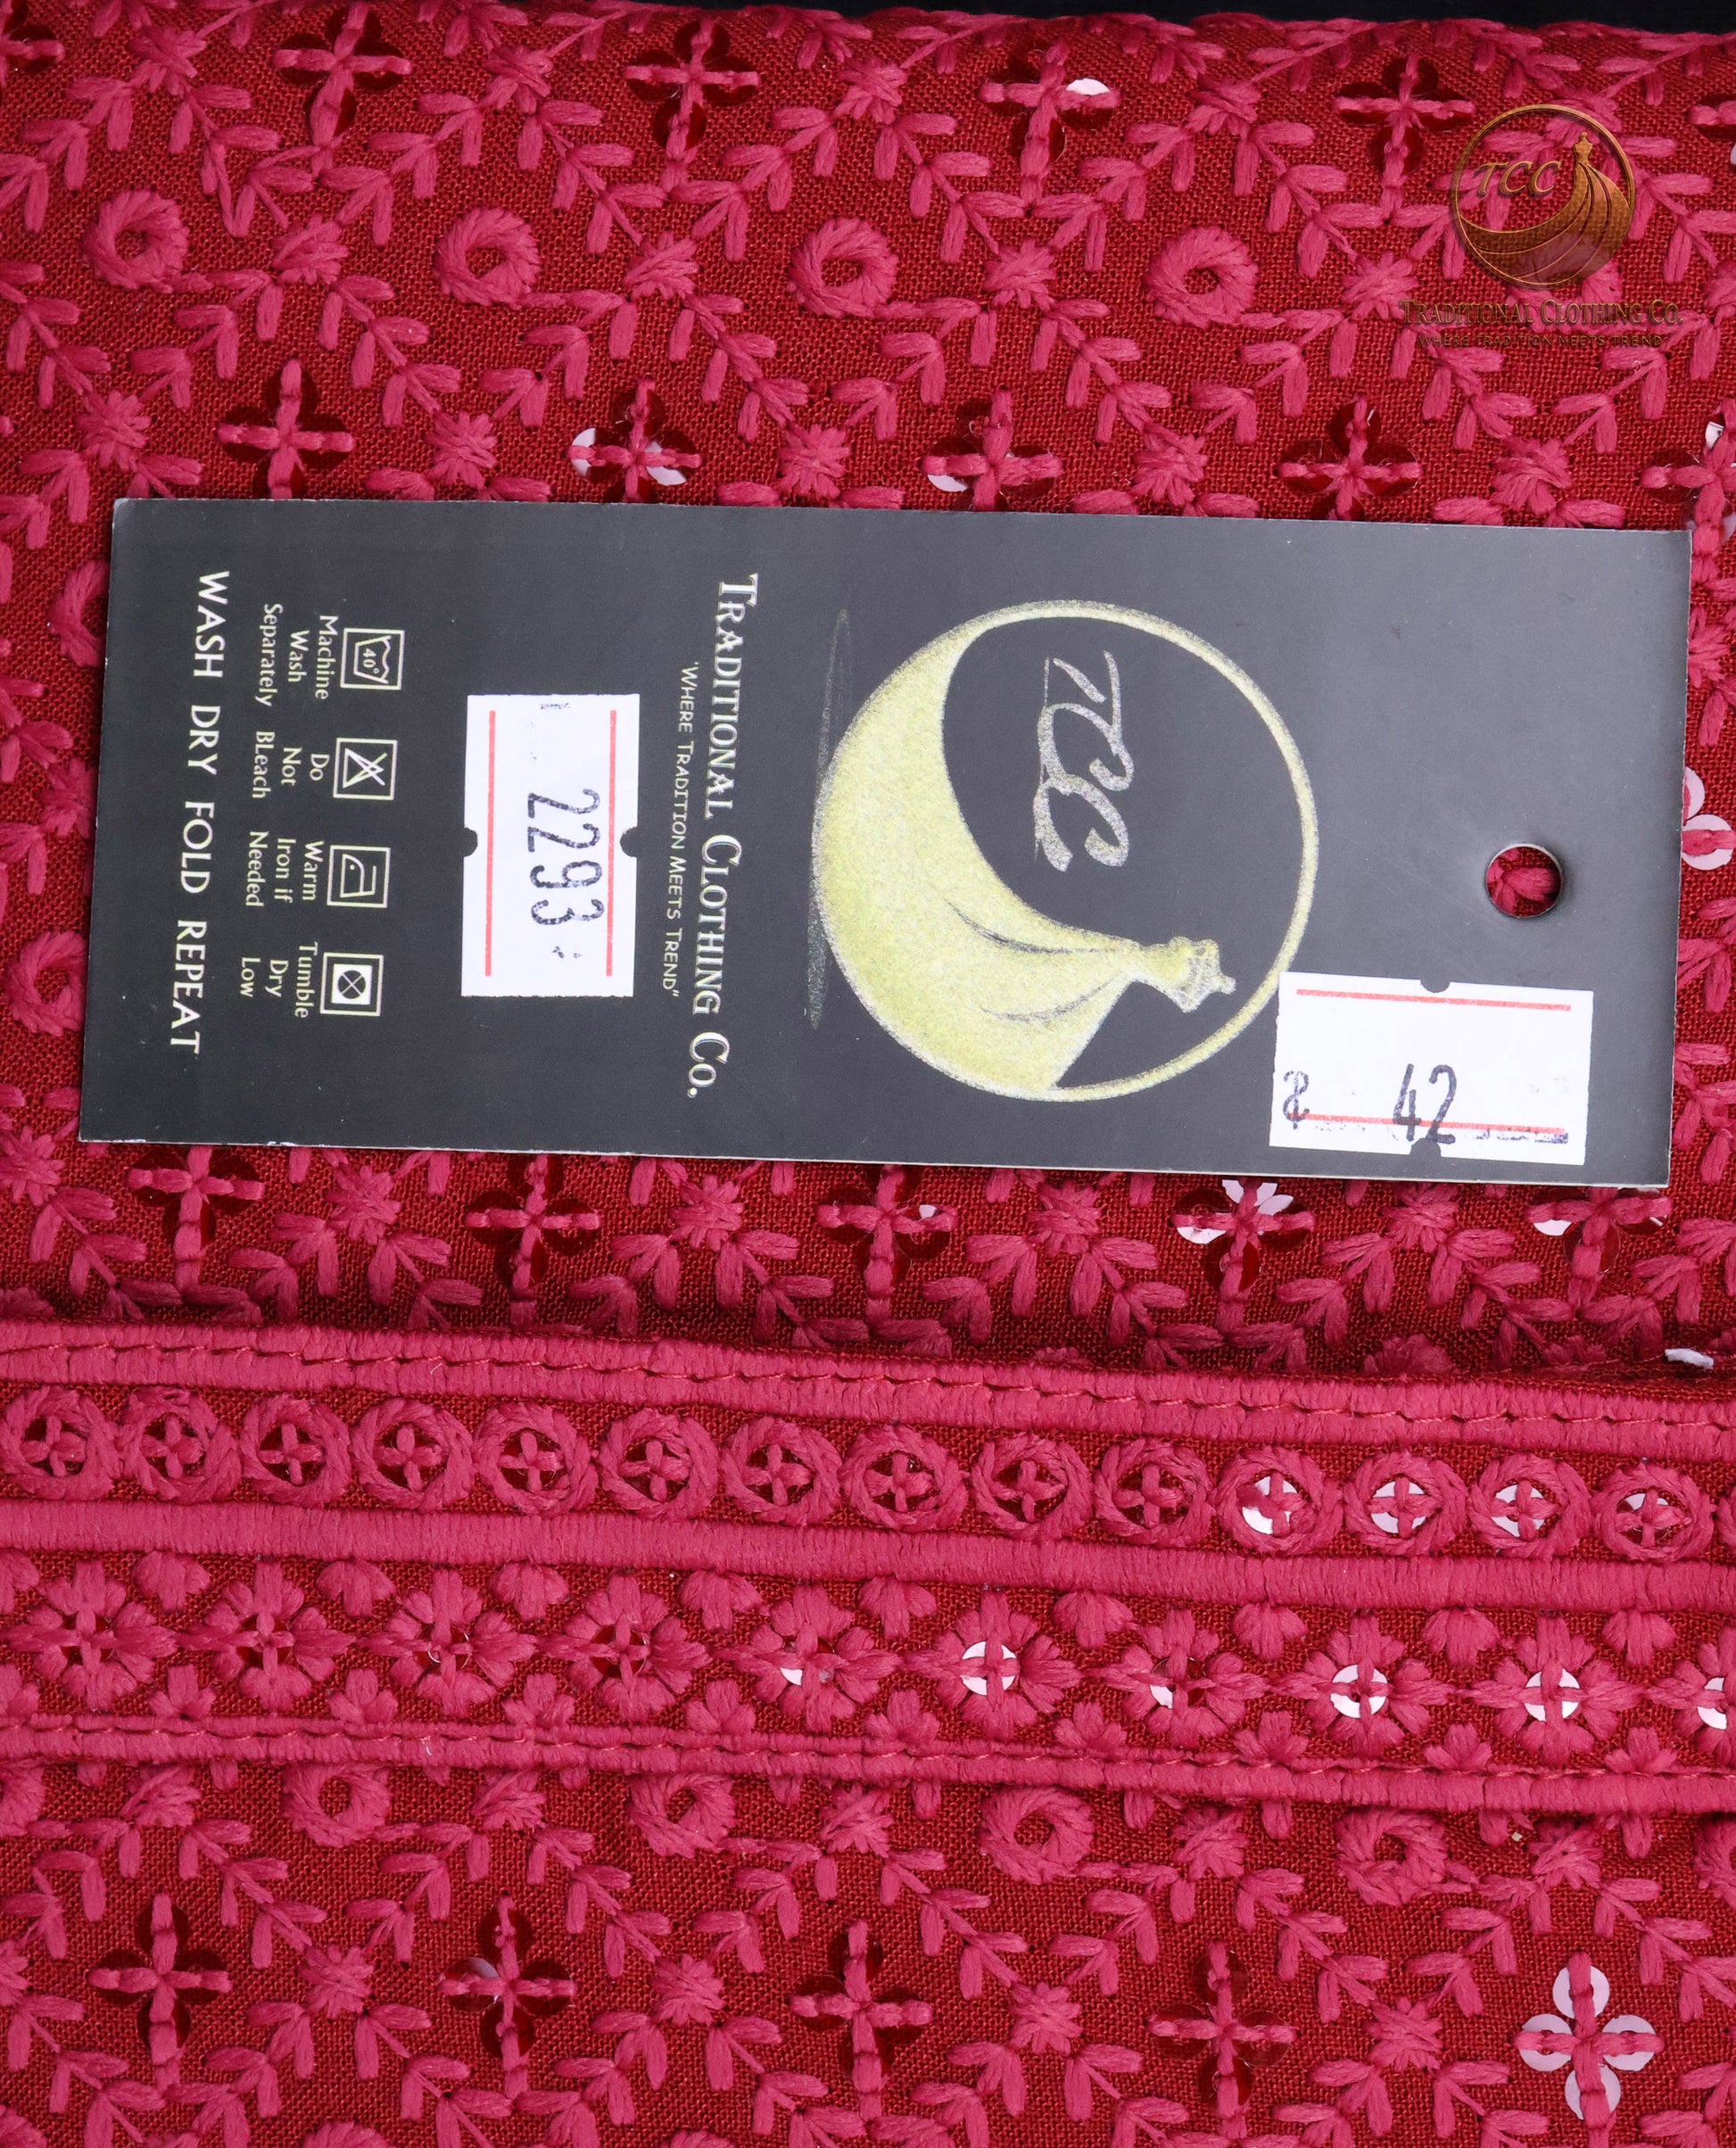 TCC
TRADITIONAL CLOTHING CO.
"WHERE TRADITION MEETS TREND"
42
TCC
TRADITIONAL CLOTHING CO.
"WHERE TRADITION MEETS TREND"
2293
40°
Machine Wash Separately
Do Not BLeach
Warm Iron if Needed
Tumble Dry Low
WASH DRY FOLD REPEAT